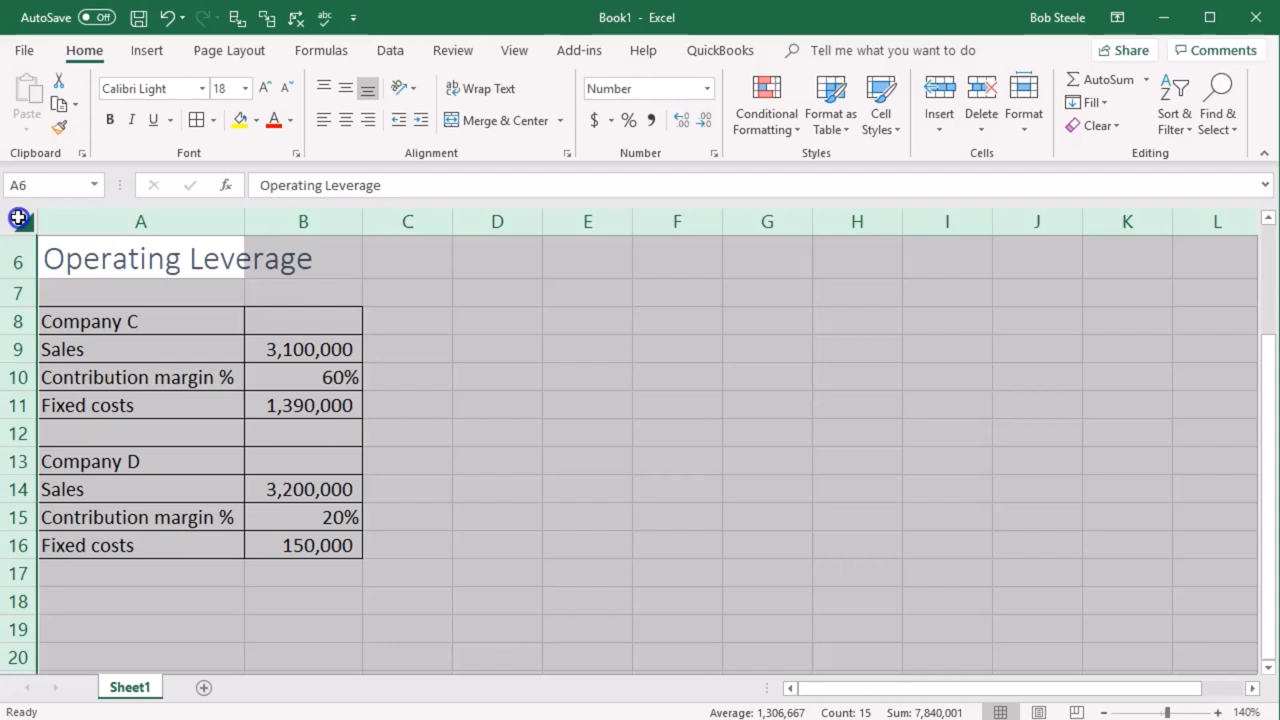 AutoSave Off Book1 - Excel Bob Steele
File Home Insert Page Layout Formulas Data Review View Add-ins Help QuickBooks Tell me what you want to do Share Comments
Paste
Clipboard
Calibri Light 18 A A
B I U A
Font
Wrap Text
Merge & Center
Alignment
Number
$ %
Number
Conditional Formatting
Format as Table
Cell Styles
Styles
Insert Delete Format
Cells
AutoSum
Fill
Clear
Sort & Filter
Find & Select
Editing
A6 fx Operating Leverage
A B C D E F G H I J K L
6 Operating Leverage
7
8 Company C
9 Sales 3,100,000
10 Contribution margin % 60%
11 Fixed costs 1,390,000
12
13 Company D
14 Sales 3,200,000
15 Contribution margin % 20%
16 Fixed costs 150,000
17
18
19
20
Sheet1
Ready Average: 1,306,667 Count: 15 Sum: 7,840,001 140%